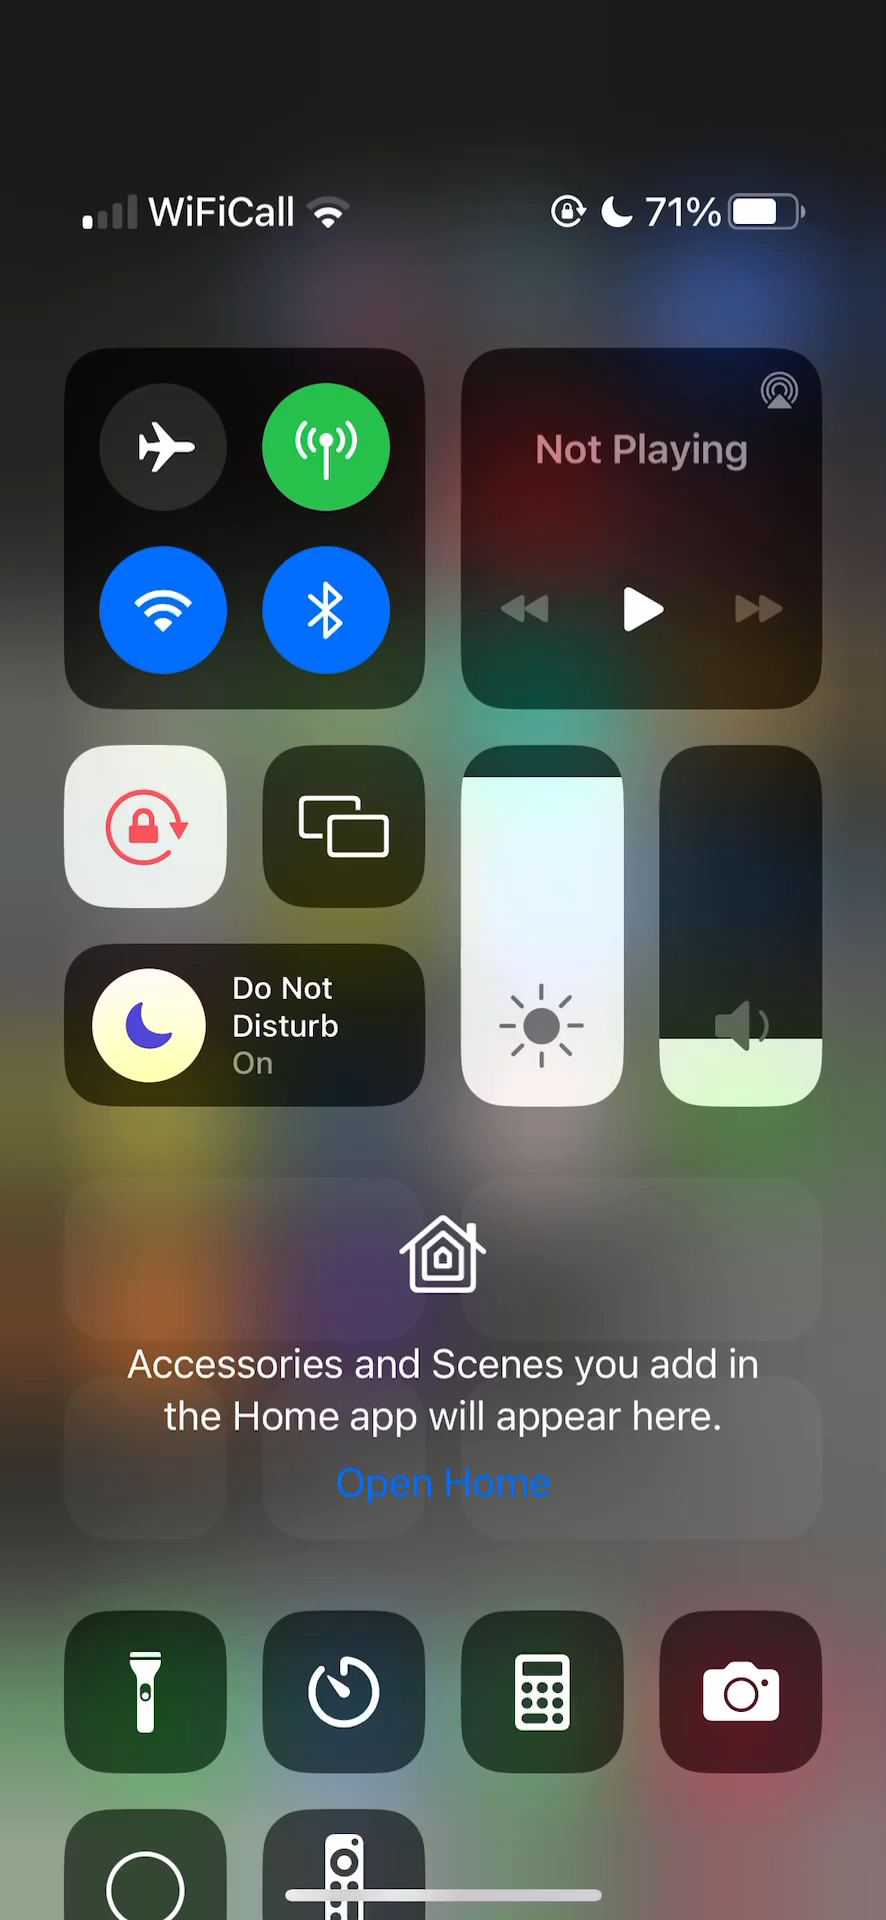 WiFiCall
71%
Not Playing
Do Not
Disturb
On
Accessories and Scenes you add in
the Home app will appear here.
Open Home